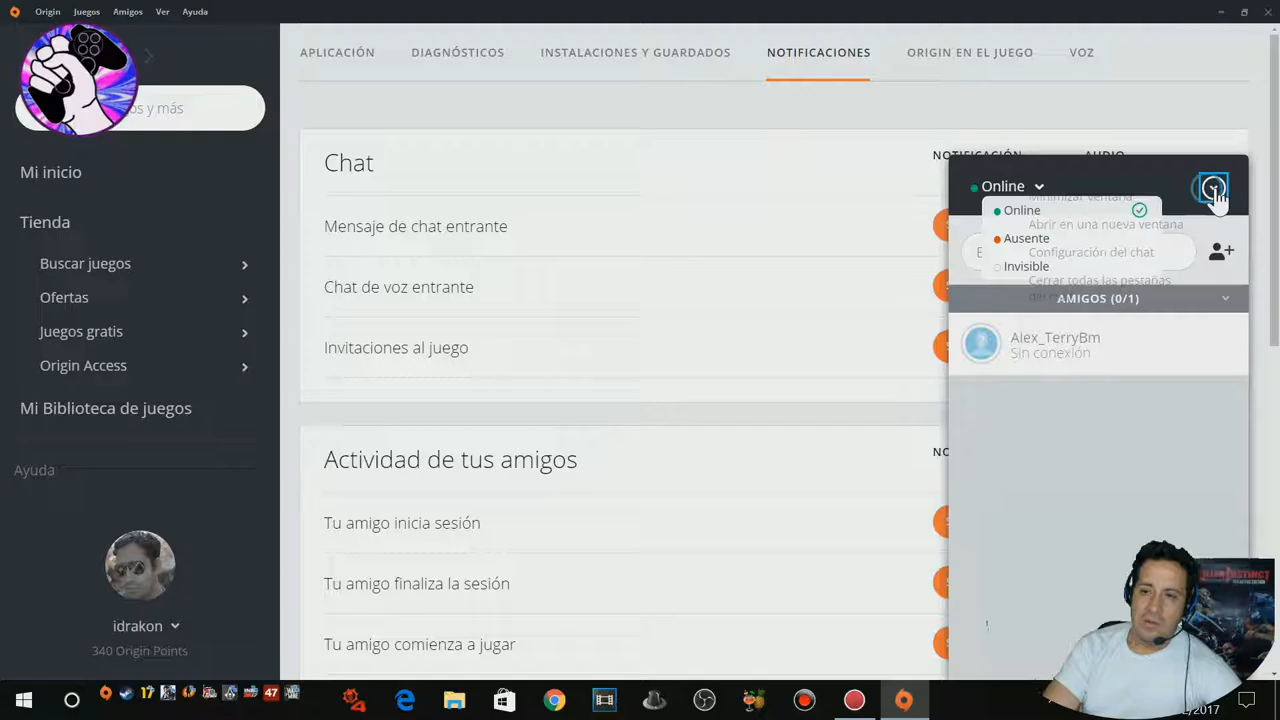 Origin Juegos Amigos Ver Ayuda
APLICACIÓN DIAGNÓSTICOS INSTALACIONES Y GUARDADOS NOTIFICACIONES ORIGIN EN EL JUEGO VOZ
y más
Mi inicio
Tienda
Buscar juegos
Ofertas
Juegos gratis
Origin Access
Mi Biblioteca de juegos
Ayuda
idrakon
340 Origin Points
Chat
NOTIFICACIÓN AUDIO
Mensaje de chat entrante
Chat de voz entrante
Invitaciones al juego
Actividad de tus amigos
Tu amigo inicia sesión
Tu amigo finaliza la sesión
Tu amigo comienza a jugar
Online
Online
Ausente
Invisible
Minimizar ventana
Abrir en una nueva ventana
Configuración del chat
Cerrar todas las pestañas
AMIGOS (0/1)
Alex_TerryBm
Sin conexión
17
47
/2017